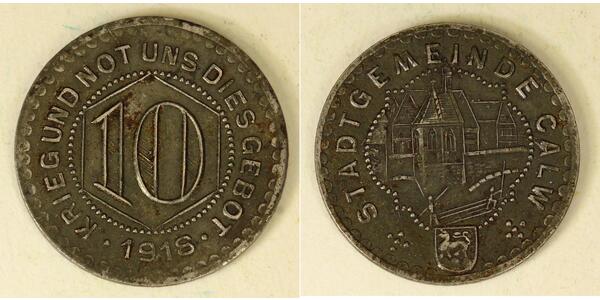 KRIEG UND NOT UNS DIES GEBOT
10
· 1918 ·
STADTGEMEINDE CALW